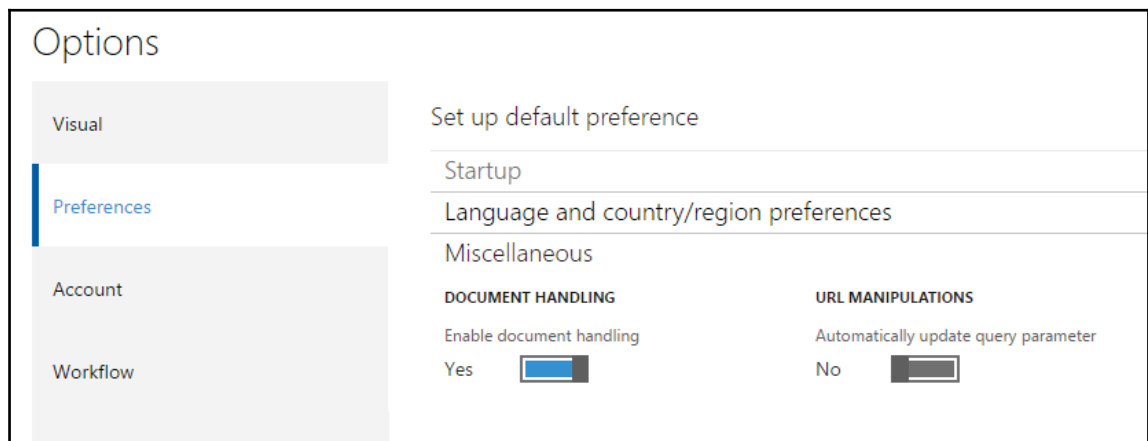 Options
Visual
Preferences
Account
Workflow
Set up default preference
Startup
Language and country/region preferences
Miscellaneous
DOCUMENT HANDLING
Enable document handling
Yes
URL MANIPULATIONS
Automatically update query parameter
No